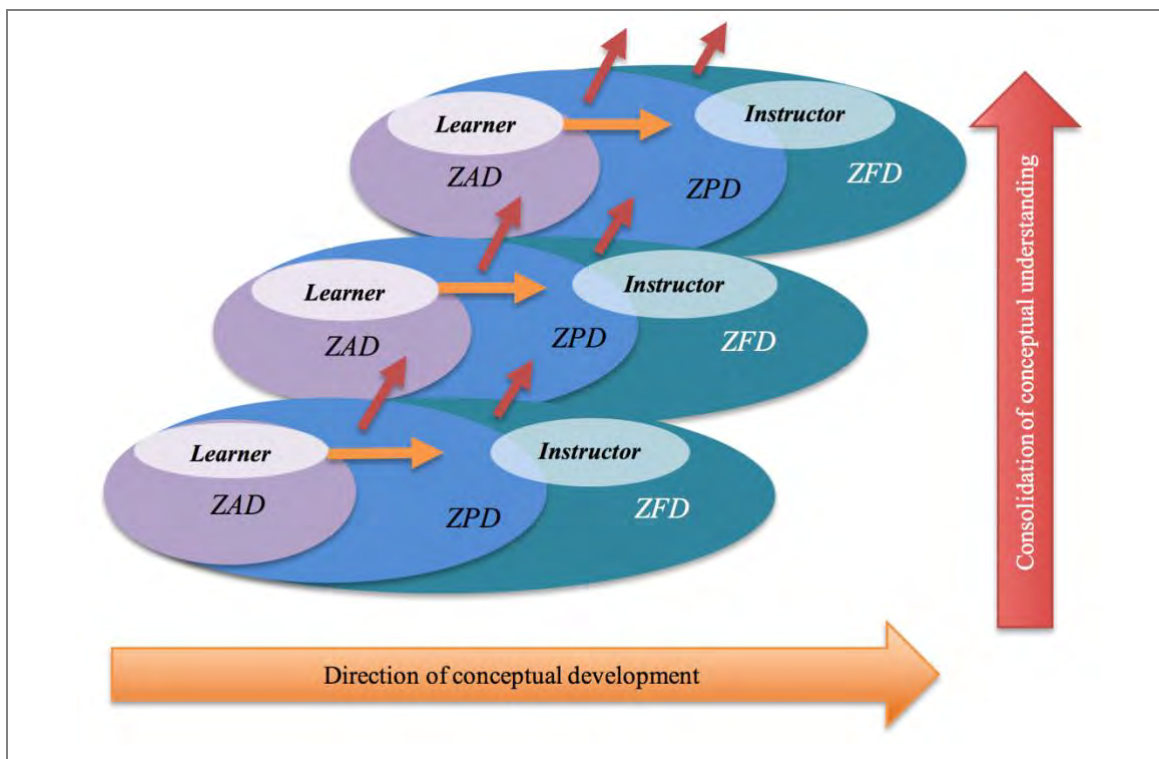 Learner
Instructor
ZAD
ZPD
ZFD
Learner
Instructor
ZAD
ZPD
ZFD
Learner
Instructor
ZAD
ZPD
ZFD
Consolidation of conceptual understanding
Direction of conceptual development